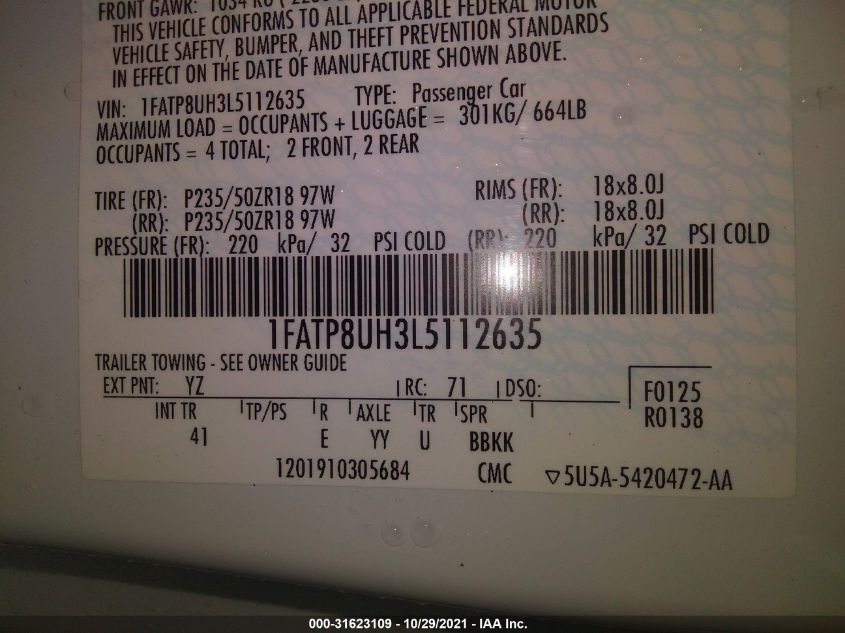 FRONT GAWR: 1034 KG
THIS VEHICLE CONFORMS TO ALL APPLICABLE FEDERAL MOTOR
VEHICLE SAFETY, BUMPER, AND THEFT PREVENTION STANDARDS
IN EFFECT ON THE DATE OF MANUFACTURE SHOWN ABOVE.
VIN: 1FATP8UH3L5112635 TYPE: Passenger Car
MAXIMUM LOAD = OCCUPANTS + LUGGAGE = 301KG/ 664LB
OCCUPANTS = 4 TOTAL; 2 FRONT, 2 REAR
TIRE (FR): P235/50ZR18 97W RIMS (FR): 18x8.0J
(RR): P235/50ZR18 97W (RR): 18x8.0J
PRESSURE (FR): 220 kPa/ 32 PSI COLD (RR): 220 kPa/ 32 PSI COLD
1FATP8UH3L5112635
TRAILER TOWING - SEE OWNER GUIDE
EXT PNT: YZ RC: 71 DSO: F0125
INT TR TP/PS R AXLE TR SPR R0138
41 E YY U BBKK
1201910305684 CMC ▽5U5A-5420472-AA
000-31623109 - 10/29/2021 - IAA Inc.